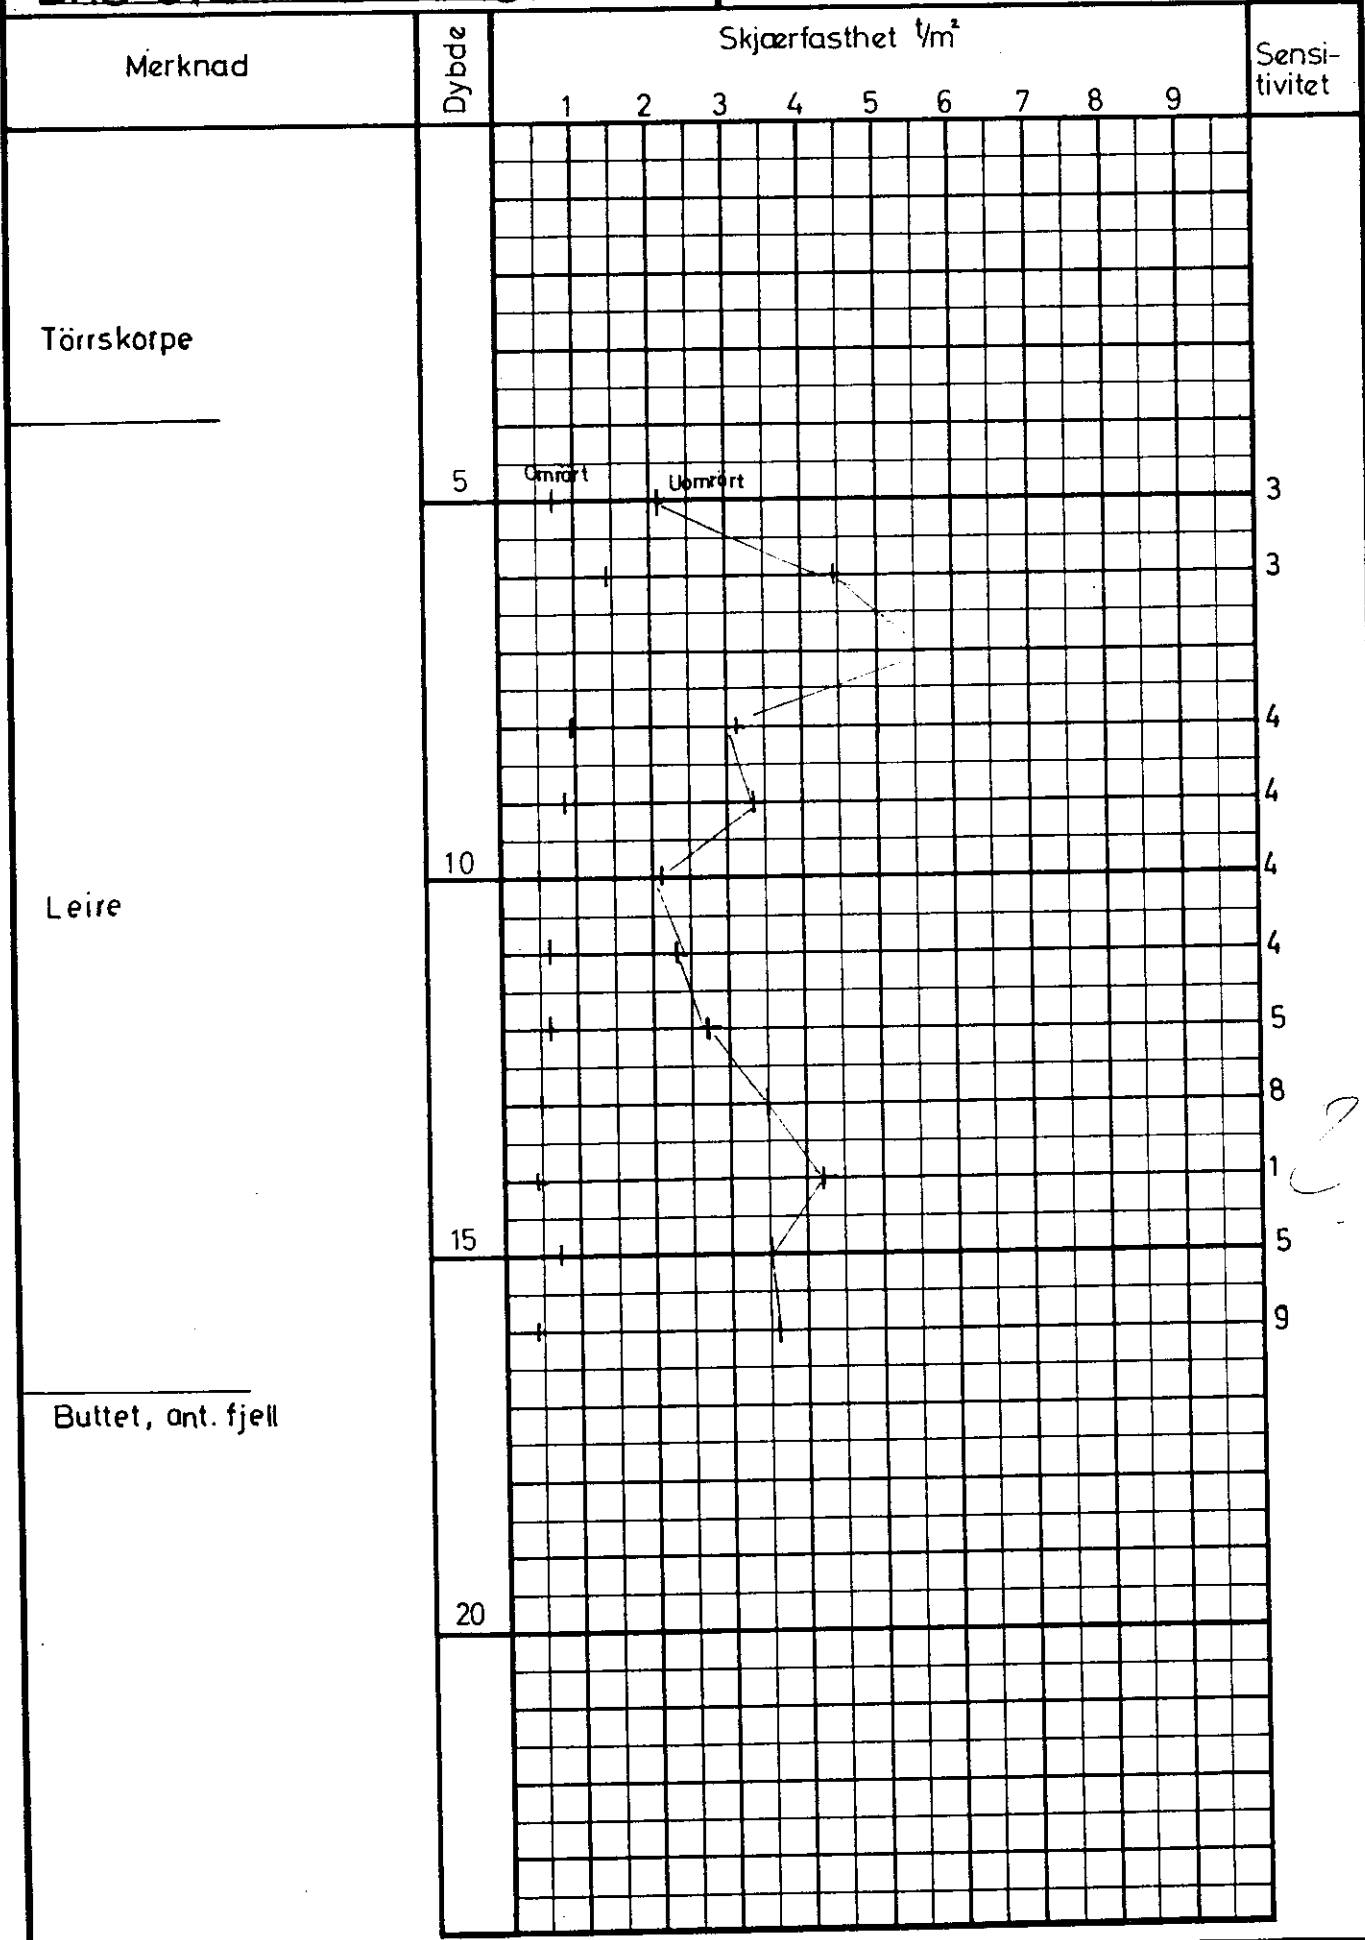 Merknad
Dybde
Skjærfasthet t/m²
Sensi-
tivitet
1 2 3 4 5 6 7 8 9
Törrskorpe
5 Omrört Uomrört 3
3
4
4
10 4
Leire
4
5
8
1 ?
15 5
9
Buttet, ant. fjell
20